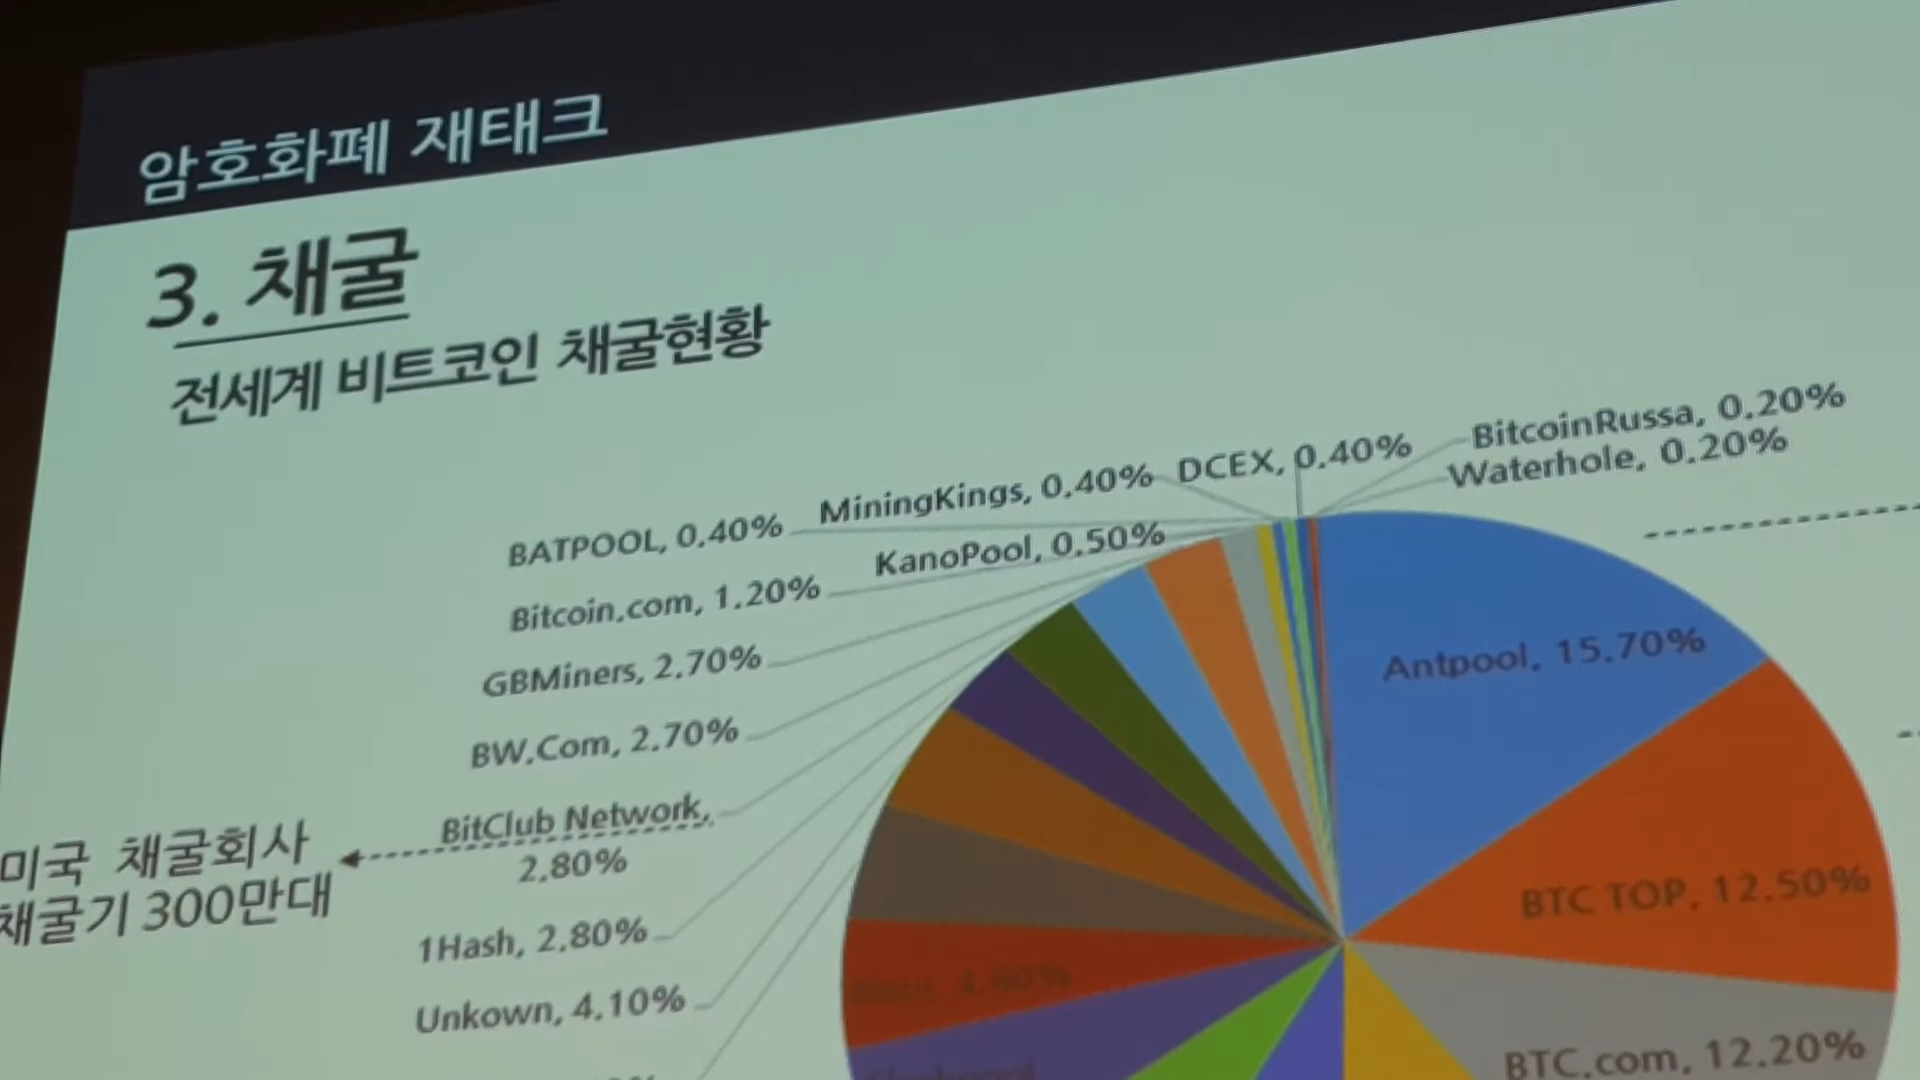 암호화폐 재태크
3. 채굴
전세계 비트코인 채굴현황
BitcoinRussa, 0.20%
Waterhole, 0.20%
DCEX, 0.40%
MiningKings, 0.40%
BATPOOL, 0.40%
KanoPool, 0.50%
Bitcoin.com, 1.20%
GBMiners, 2.70%
BW.Com, 2.70%
BitClub Network,
2.80%
미국 채굴회사
채굴기 300만대
1Hash, 2.80%
Unkown, 4.10%
Antpool, 15.70%
BTC TOP, 12.50%
BTC.com, 12.20%
4.80%